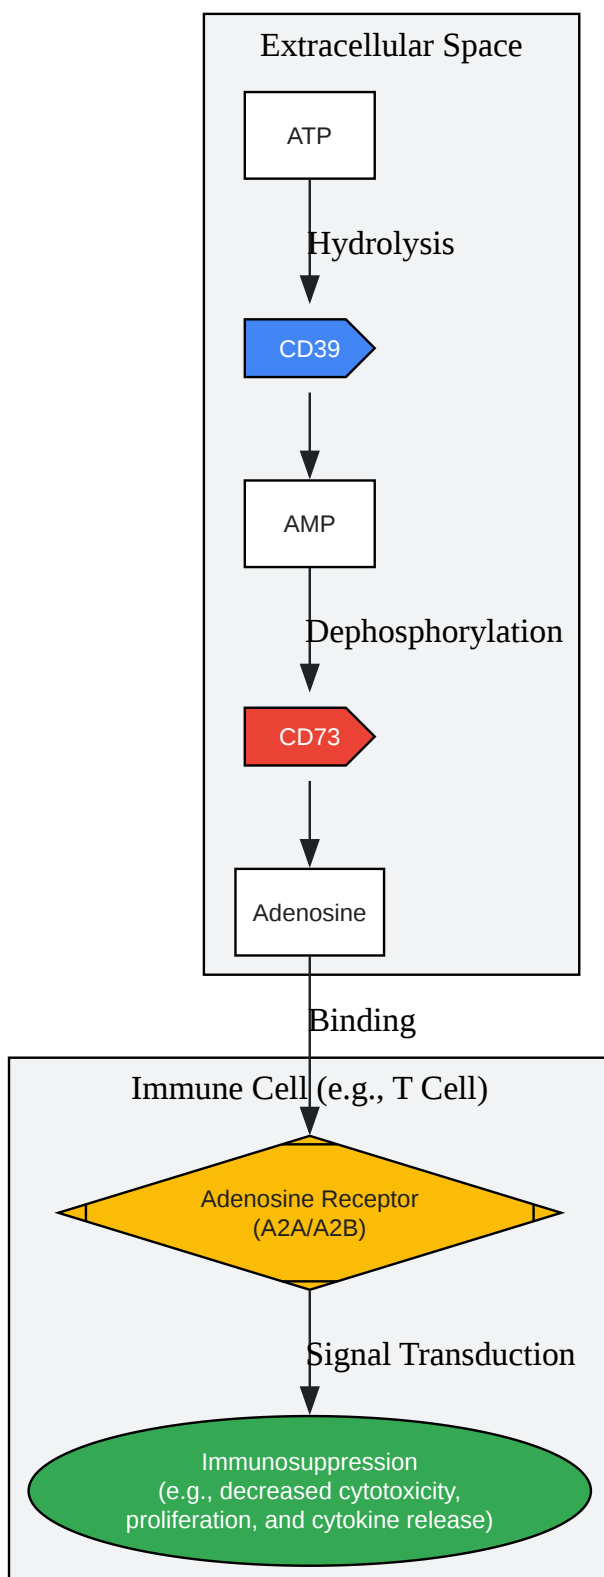 Extracellular Space
ATP
Hydrolysis
CD39
AMP
Dephosphorylation
CD73
Adenosine
Binding
Immune Cell (e.g., T Cell)
Adenosine Receptor
(A2A/A2B)
Signal Transduction
Immunosuppression
(e.g., decreased cytotoxicity,
proliferation, and cytokine release)